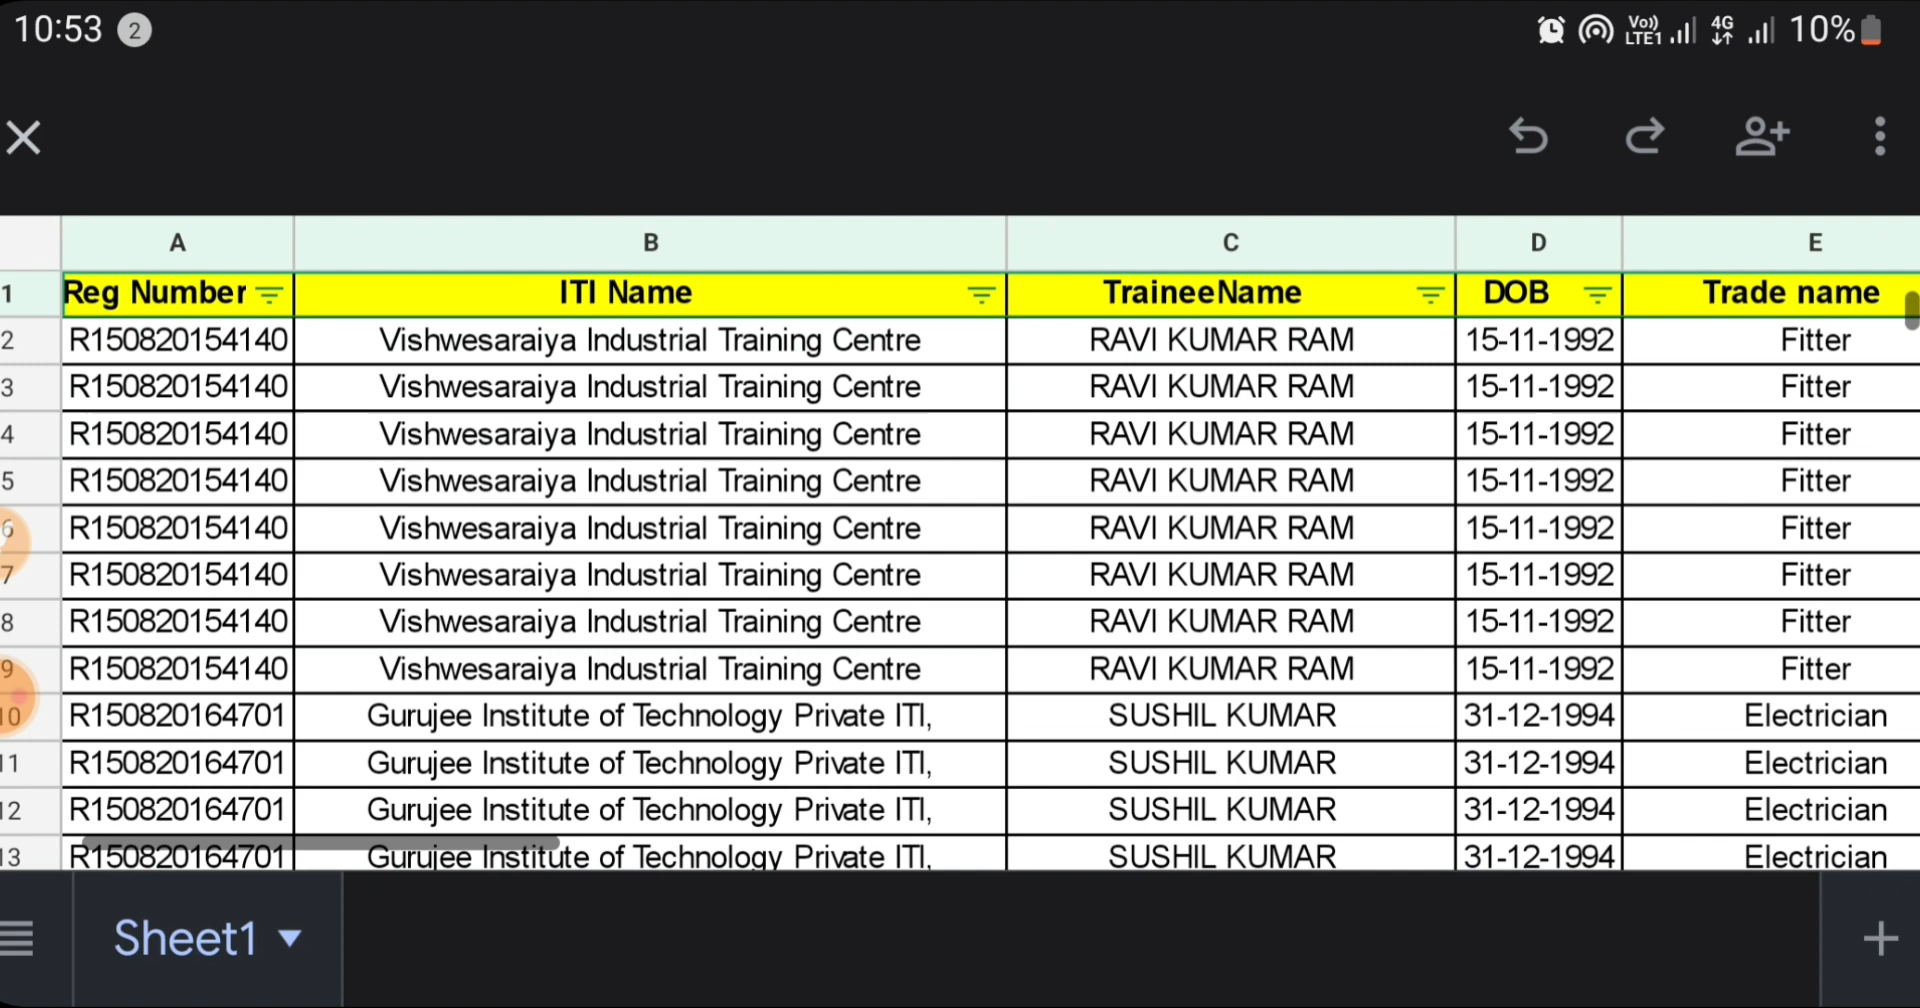 10:53 2 Vo)) LTE1 4G 10%
A B C D E
1 Reg Number ITI Name TraineeName DOB Trade name
2 R150820154140 Vishwesaraiya Industrial Training Centre RAVI KUMAR RAM 15-11-1992 Fitter
3 R150820154140 Vishwesaraiya Industrial Training Centre RAVI KUMAR RAM 15-11-1992 Fitter
4 R150820154140 Vishwesaraiya Industrial Training Centre RAVI KUMAR RAM 15-11-1992 Fitter
5 R150820154140 Vishwesaraiya Industrial Training Centre RAVI KUMAR RAM 15-11-1992 Fitter
6 R150820154140 Vishwesaraiya Industrial Training Centre RAVI KUMAR RAM 15-11-1992 Fitter
7 R150820154140 Vishwesaraiya Industrial Training Centre RAVI KUMAR RAM 15-11-1992 Fitter
8 R150820154140 Vishwesaraiya Industrial Training Centre RAVI KUMAR RAM 15-11-1992 Fitter
9 R150820154140 Vishwesaraiya Industrial Training Centre RAVI KUMAR RAM 15-11-1992 Fitter
10 R150820164701 Gurujee Institute of Technology Private ITI, SUSHIL KUMAR 31-12-1994 Electrician
11 R150820164701 Gurujee Institute of Technology Private ITI, SUSHIL KUMAR 31-12-1994 Electrician
12 R150820164701 Gurujee Institute of Technology Private ITI, SUSHIL KUMAR 31-12-1994 Electrician
13 R150820164701 Gurujee Institute of Technology Private ITI, SUSHIL KUMAR 31-12-1994 Electrician
Sheet1